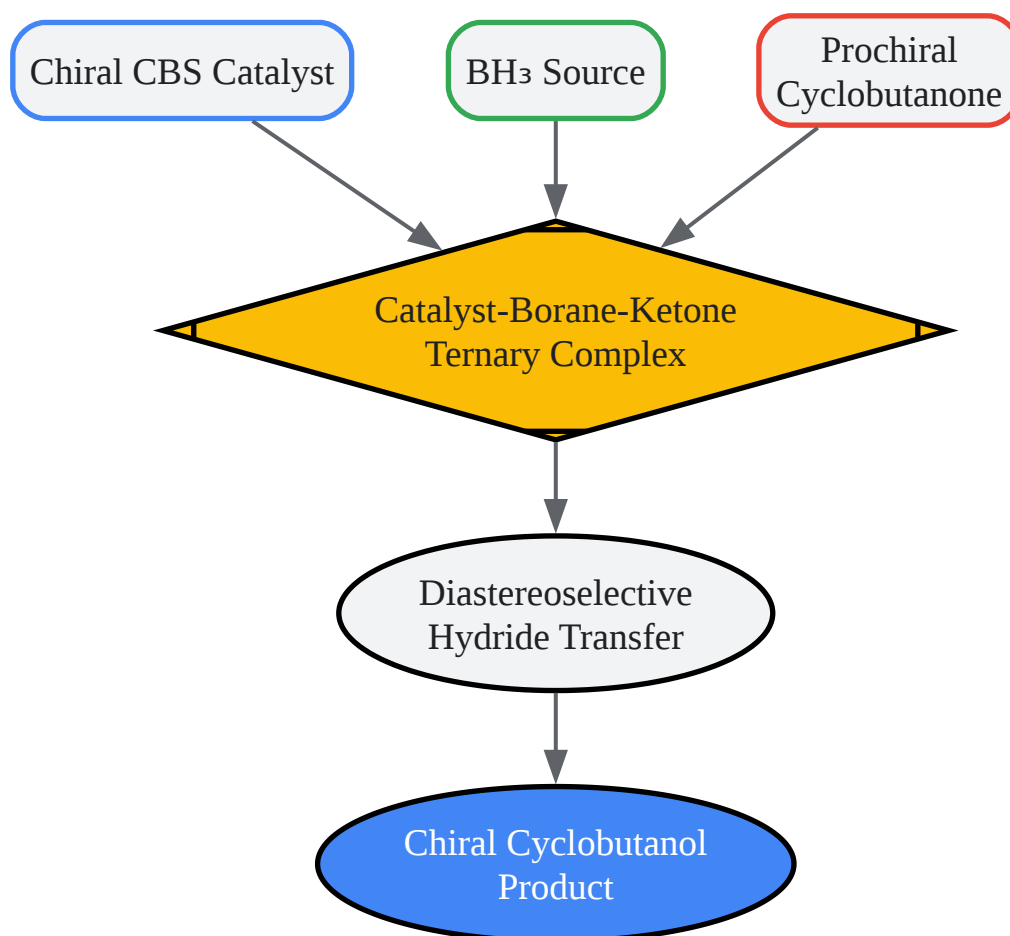 Chiral CBS Catalyst
BH₃ Source
Prochiral
Cyclobutanone
Catalyst-Borane-Ketone
Ternary Complex
Diastereoselective
Hydride Transfer
Chiral Cyclobutanol
Product